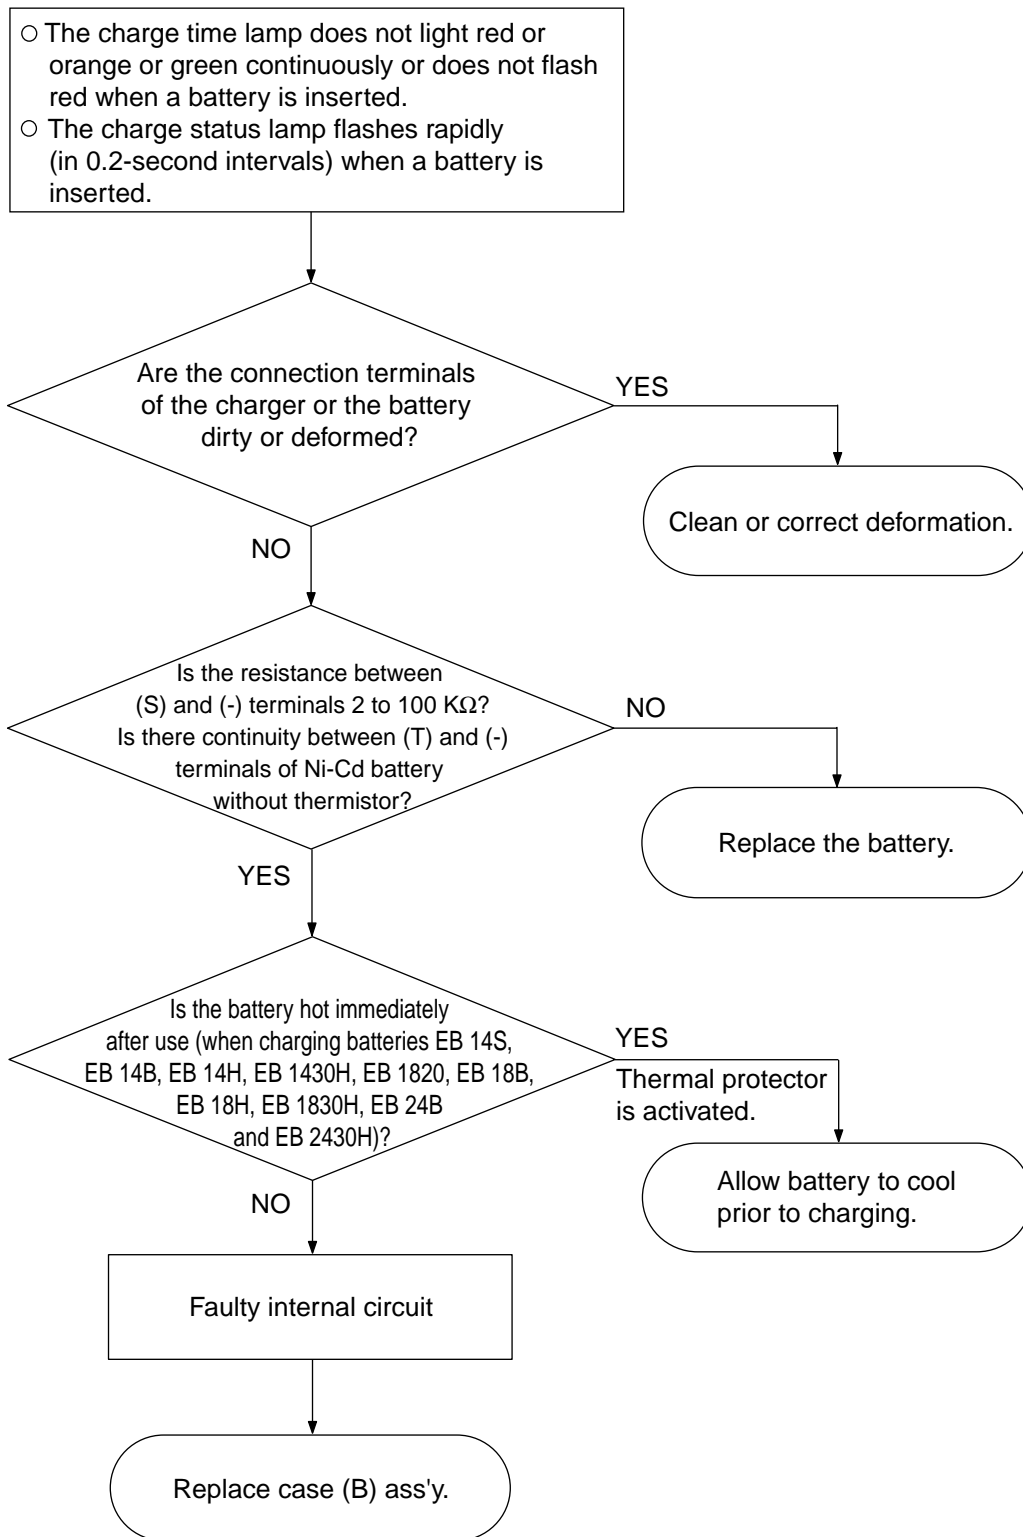 ○ The charge time lamp does not light red or
orange or green continuously or does not flash
red when a battery is inserted.
○ The charge status lamp flashes rapidly
(in 0.2-second intervals) when a battery is
inserted.
Are the connection terminals
of the charger or the battery
dirty or deformed?
YES
Clean or correct deformation.
NO
Is the resistance between
(S) and (-) terminals 2 to 100 KΩ?
Is there continuity between (T) and (-)
terminals of Ni-Cd battery
without thermistor?
NO
Replace the battery.
YES
Is the battery hot immediately
after use (when charging batteries EB 14S,
EB 14B, EB 14H, EB 1430H, EB 1820, EB 18B,
EB 18H, EB 1830H, EB 24B
and EB 2430H)?
YES
Thermal protector
is activated.
Allow battery to cool
prior to charging.
NO
Faulty internal circuit
Replace case (B) ass'y.